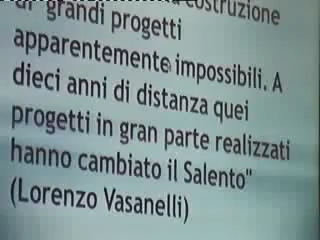 costruzione
grandi progetti
apparentemente impossibili. A
dieci anni di distanza quei
progetti in gran parte realizzati
hanno cambiato il Salento"
(Lorenzo Vasanelli)